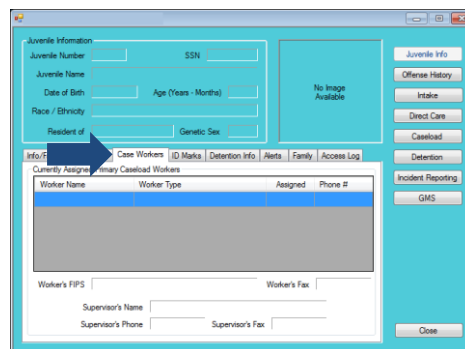 Juvenile Information
Juvenile Number SSN
Juvenile Name
Date of Birth Age (Years - Months)
Race / Ethnicity
Resident of Genetic Sex
No Image
Available
Juvenile Info
Offense History
Intake
Direct Care
Caseload
Detention
Incident Reporting
GMS
Close
Case Workers ID Marks Detention Info Alerts Family Access Log
Currently Assigned Primary Caseload Workers
Worker Name Worker Type Assigned Phone #
Worker's FIPS Worker's Fax
Supervisor's Name
Supervisor's Phone Supervisor's Fax